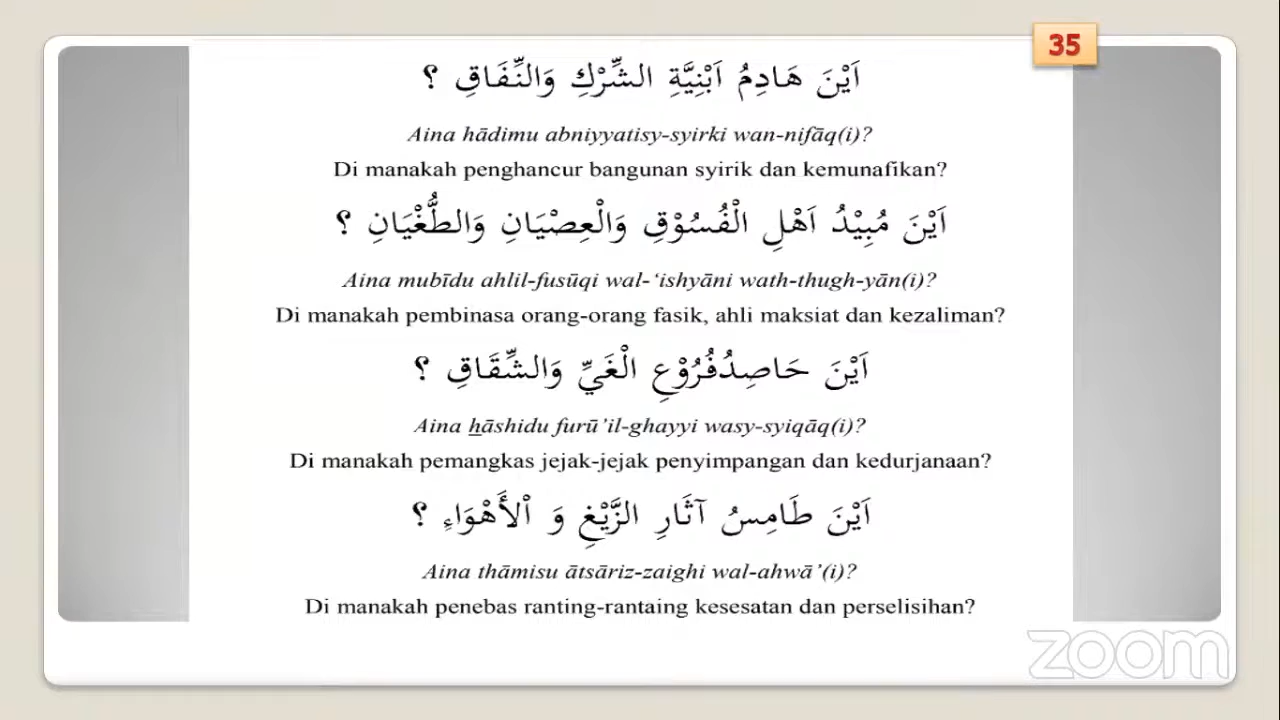 35
اَيْنَ هَادِمُ اَبْنِيَّةِ الشِّرْكِ وَالنِّفَاقِ ؟
Aina hādimu abniyyatisy-syirki wan-nifāq(i)?
Di manakah penghancur bangunan syirik dan kemunafikan?
اَيْنَ مُبِيْدُ اَهْلِ الْفُسُوْقِ وَالْعِصْيَانِ وَالطُّغْيَانِ ؟
Aina mubīdu ahlil-fusūqi wal-‘ishyāni wath-thugh-yān(i)?
Di manakah pembinasa orang-orang fasik, ahli maksiat dan kezaliman?
اَيْنَ حَاصِدُفُرُوْعِ الْغَيِّ وَالشِّقَاقِ ؟
Aina hāshidu furū’il-ghayyi wasy-syiqāq(i)?
Di manakah pemangkas jejak-jejak penyimpangan dan kedurjanaan?
اَيْنَ طَامِسُ آثَارِ الزَّيْغِ وَ اْلأَهْوَاءِ ؟
Aina thāmisu ātsāriz-zaighi wal-ahwā’(i)?
Di manakah penebas ranting-rantaing kesesatan dan perselisihan?
zoom